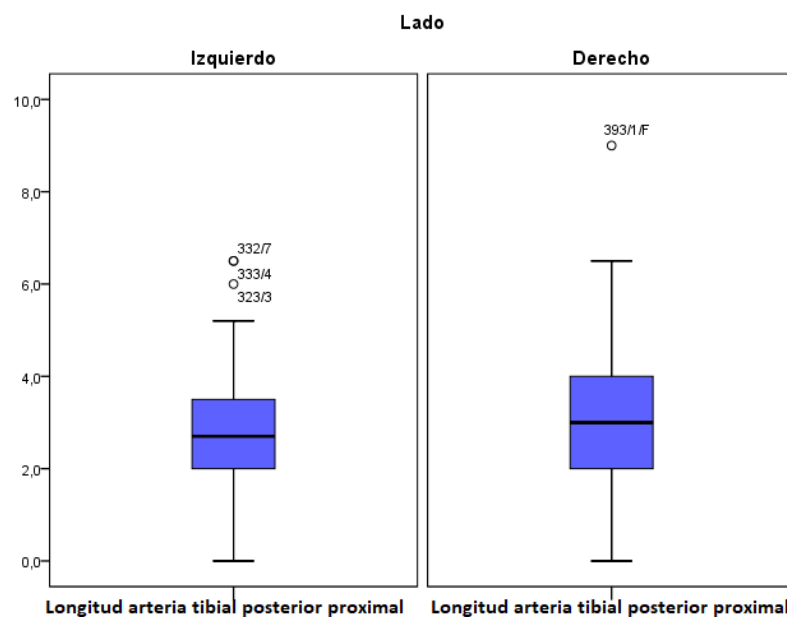 Lado
Izquierdo
Derecho
10,0
8,0
6,0
4,0
2,0
0,0
332/7
333/4
323/3
393/1/F
Longitud arteria tibial posterior proximal
Longitud arteria tibial posterior proximal